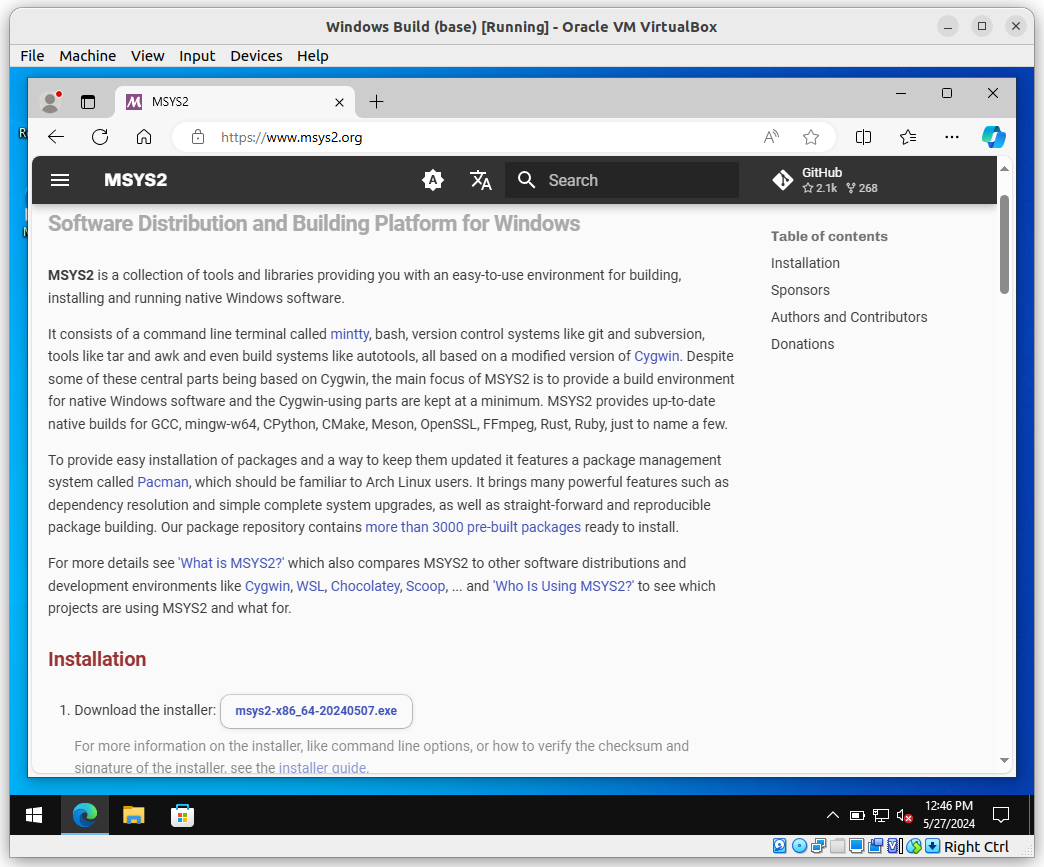 Windows Build (base) [Running] - Oracle VM VirtualBox
File Machine View Input Devices Help
MSYS2
https://www.msys2.org
MSYS2
Search
GitHub
2.1k 268
Software Distribution and Building Platform for Windows
MSYS2 is a collection of tools and libraries providing you with an easy-to-use environment for building,
installing and running native Windows software.
It consists of a command line terminal called mintty, bash, version control systems like git and subversion,
tools like tar and awk and even build systems like autotools, all based on a modified version of Cygwin. Despite
some of these central parts being based on Cygwin, the main focus of MSYS2 is to provide a build environment
for native Windows software and the Cygwin-using parts are kept at a minimum. MSYS2 provides up-to-date
native builds for GCC, mingw-w64, CPython, CMake, Meson, OpenSSL, FFmpeg, Rust, Ruby, just to name a few.
To provide easy installation of packages and a way to keep them updated it features a package management
system called Pacman, which should be familiar to Arch Linux users. It brings many powerful features such as
dependency resolution and simple complete system upgrades, as well as straight-forward and reproducible
package building. Our package repository contains more than 3000 pre-built packages ready to install.
For more details see 'What is MSYS2?' which also compares MSYS2 to other software distributions and
development environments like Cygwin, WSL, Chocolatey, Scoop, ... and 'Who Is Using MSYS2?' to see which
projects are using MSYS2 and what for.
Installation
1. Download the installer: msys2-x86_64-20240507.exe
For more information on the installer, like command line options, or how to verify the checksum and
signature of the installer, see the installer guide.
Table of contents
Installation
Sponsors
Authors and Contributors
Donations
12:46 PM
5/27/2024
Right Ctrl